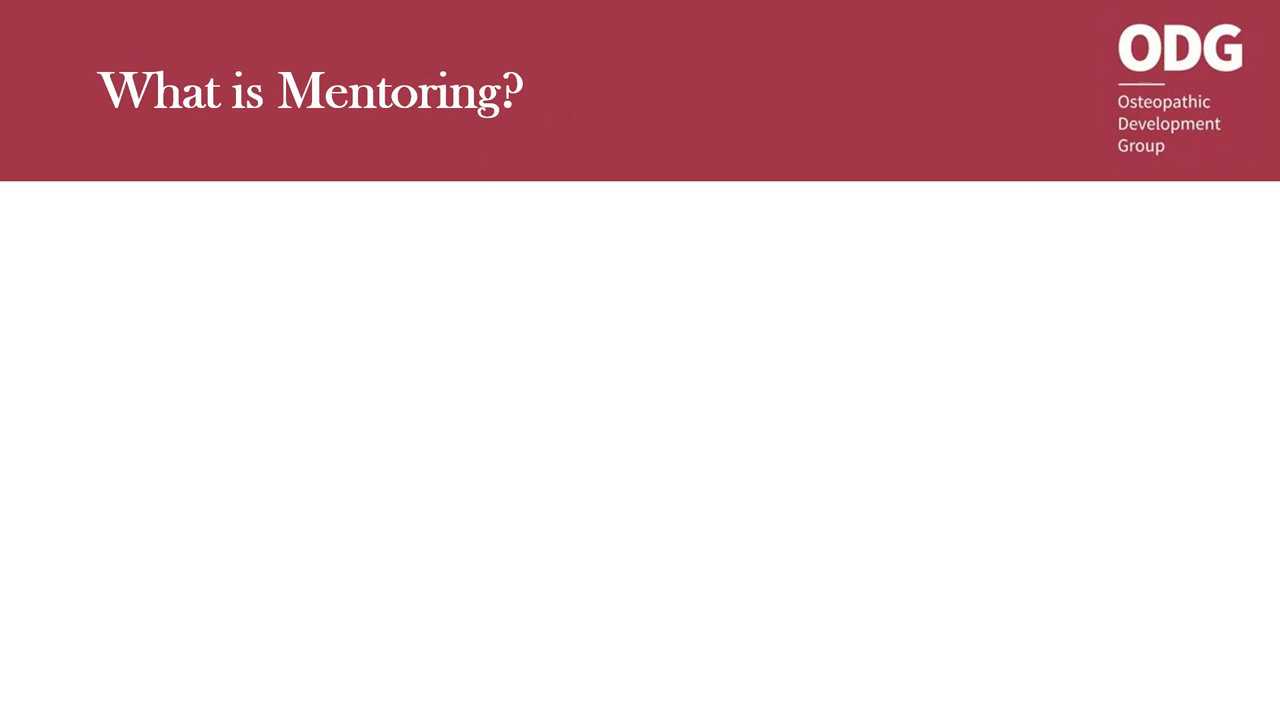 What is Mentoring?
ODG
Osteopathic
Development
Group